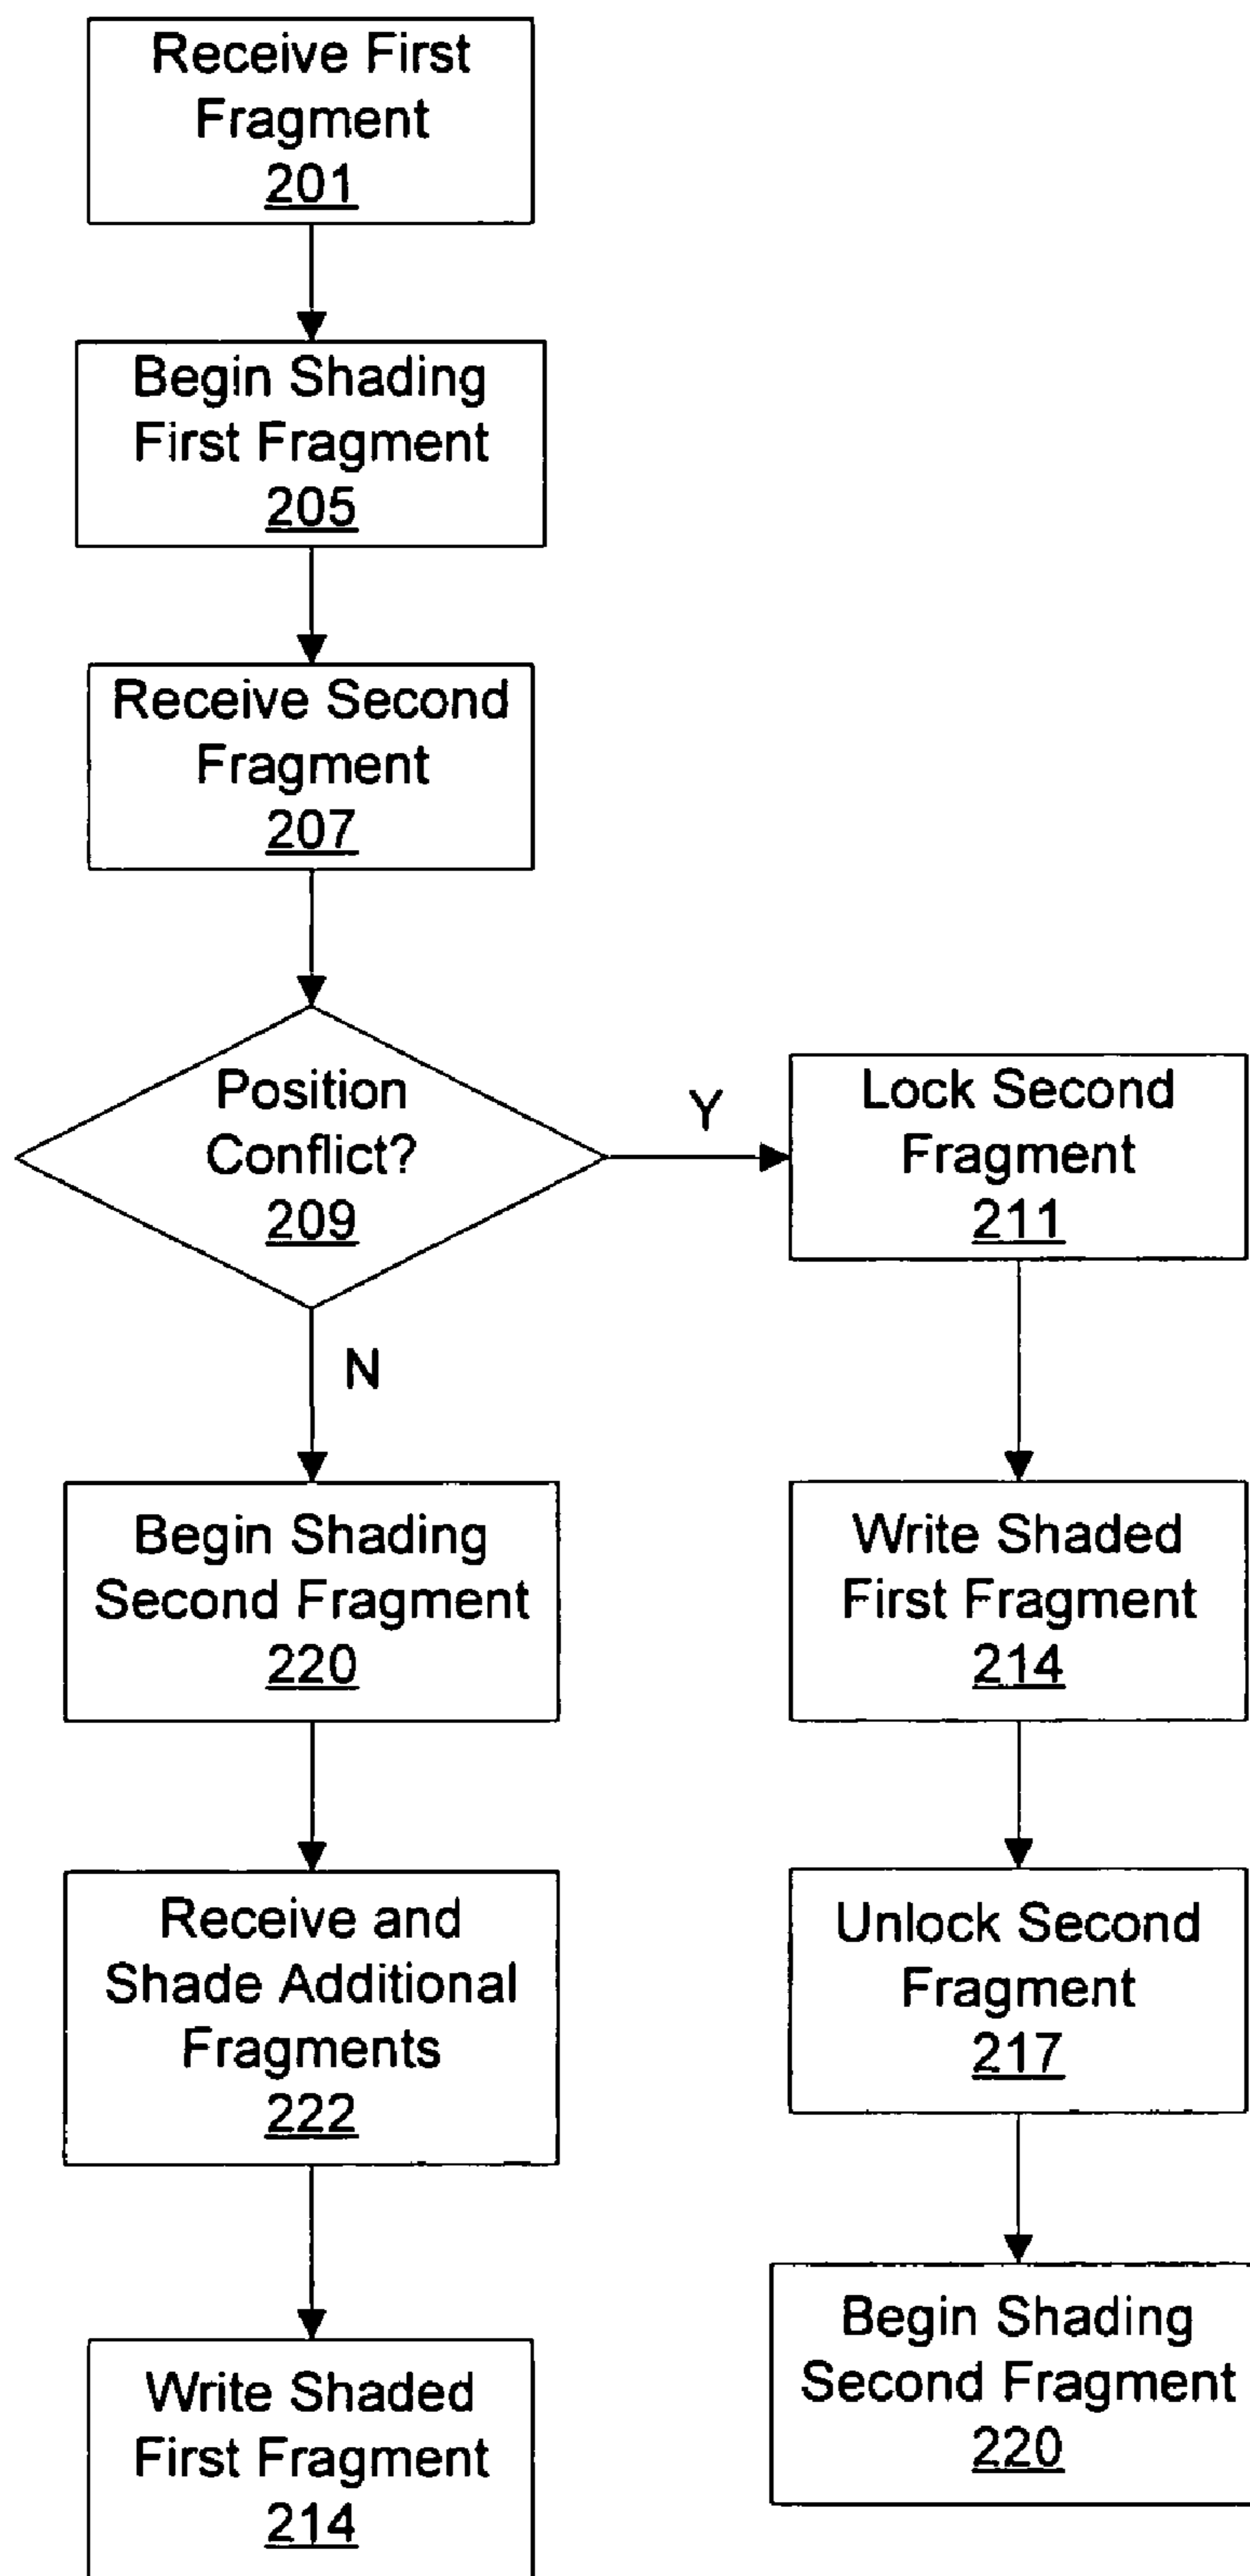 Receive First
Fragment
201
Begin Shading
First Fragment
205
Receive Second
Fragment
207
Position
Conflict?
209
Y
N
Lock Second
Fragment
211
Begin Shading
Second Fragment
220
Write Shaded
First Fragment
214
Receive and
Shade Additional
Fragments
222
Unlock Second
Fragment
217
Write Shaded
First Fragment
214
Begin Shading
Second Fragment
220